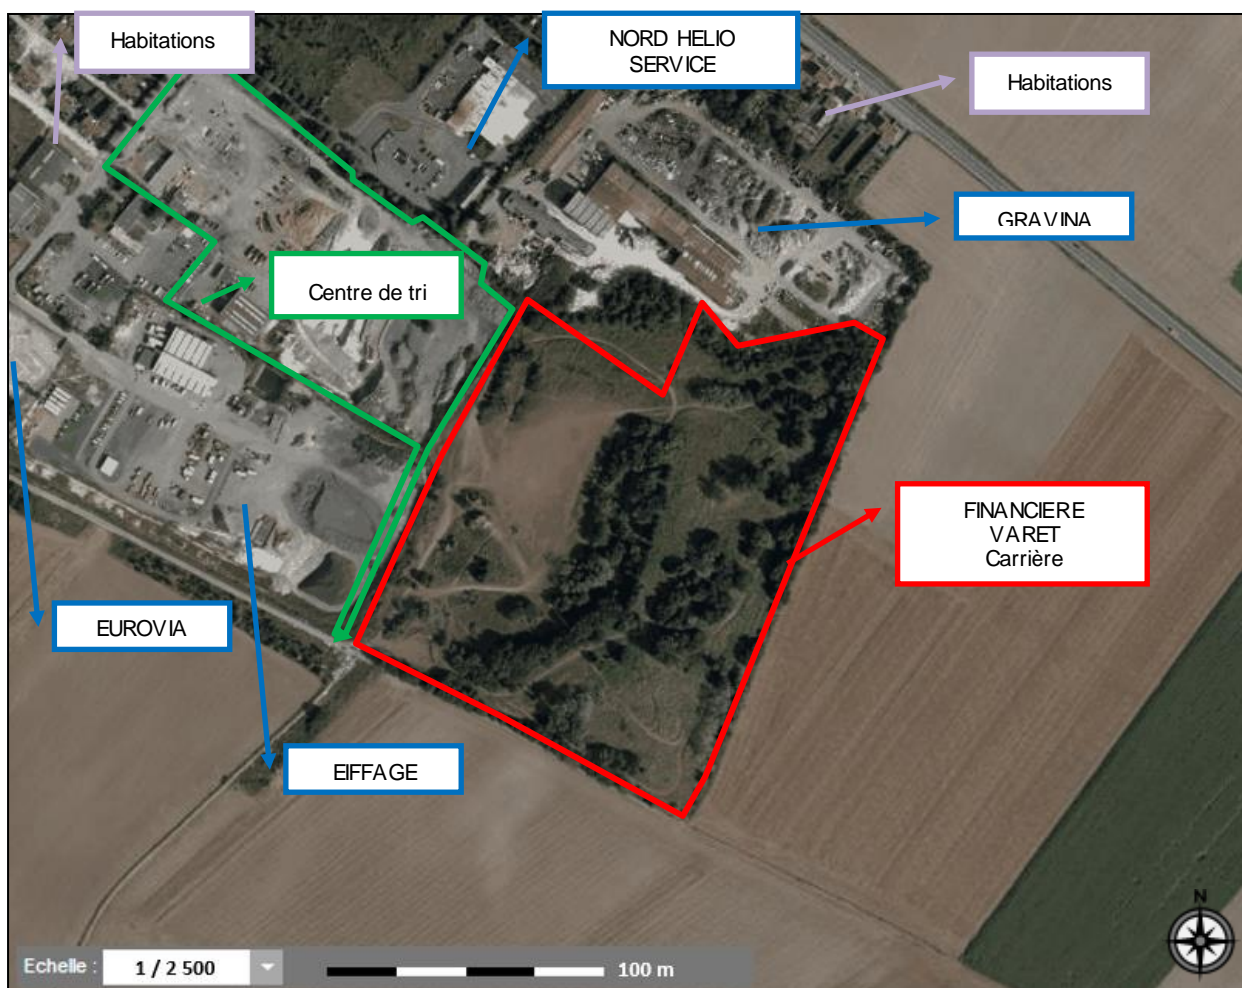 Habitations
NORD HELIO
SERVICE
Habitations
GRAVINA
Centre de tri
FINANCIERE
VARET
Carrière
EUROVIA
EIFFAGE
N
Echelle : 1 / 2 500 100 m